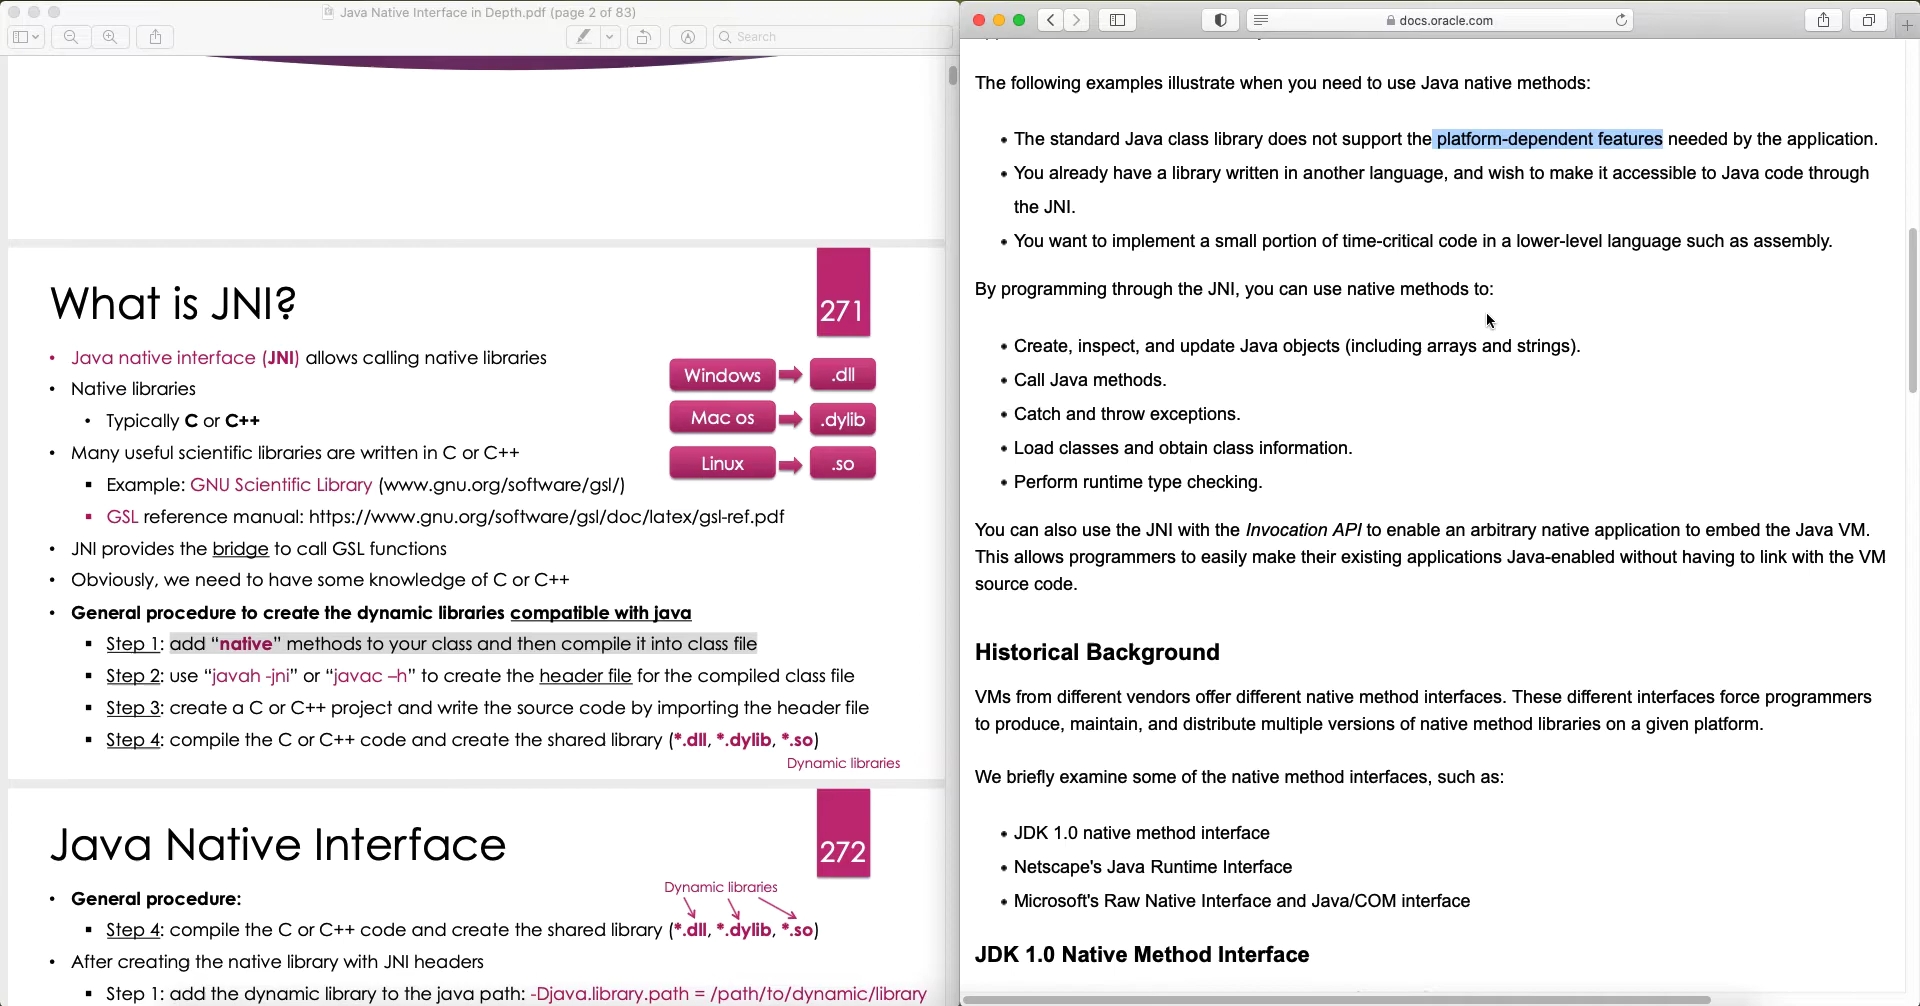 Java Native Interface in Depth.pdf (page 2 of 83)
Search
What is JNI?
271
• Java native interface (JNI) allows calling native libraries
• Native libraries
• Typically C or C++
• Many useful scientific libraries are written in C or C++
▪ Example: GNU Scientific Library (www.gnu.org/software/gsl/)
▪ GSL reference manual: https://www.gnu.org/software/gsl/doc/latex/gsl-ref.pdf
• JNI provides the bridge to call GSL functions
• Obviously, we need to have some knowledge of C or C++
• General procedure to create the dynamic libraries compatible with java
▪ Step 1: add “native” methods to your class and then compile it into class file
▪ Step 2: use “javah -jni” or “javac –h” to create the header file for the compiled class file
▪ Step 3: create a C or C++ project and write the source code by importing the header file
▪ Step 4: compile the C or C++ code and create the shared library (*.dll, *.dylib, *.so)
Dynamic libraries
Windows .dll
Mac os .dylib
Linux .so
Java Native Interface
272
• General procedure:
Dynamic libraries
▪ Step 4: compile the C or C++ code and create the shared library (*.dll, *.dylib, *.so)
• After creating the native library with JNI headers
▪ Step 1: add the dynamic library to the java path: -Djava.library.path = /path/to/dynamic/library
docs.oracle.com
The following examples illustrate when you need to use Java native methods:
• The standard Java class library does not support the platform-dependent features needed by the application.
• You already have a library written in another language, and wish to make it accessible to Java code through
the JNI.
• You want to implement a small portion of time-critical code in a lower-level language such as assembly.
By programming through the JNI, you can use native methods to:
• Create, inspect, and update Java objects (including arrays and strings).
• Call Java methods.
• Catch and throw exceptions.
• Load classes and obtain class information.
• Perform runtime type checking.
You can also use the JNI with the Invocation API to enable an arbitrary native application to embed the Java VM.
This allows programmers to easily make their existing applications Java-enabled without having to link with the VM
source code.
Historical Background
VMs from different vendors offer different native method interfaces. These different interfaces force programmers
to produce, maintain, and distribute multiple versions of native method libraries on a given platform.
We briefly examine some of the native method interfaces, such as:
• JDK 1.0 native method interface
• Netscape's Java Runtime Interface
• Microsoft's Raw Native Interface and Java/COM interface
JDK 1.0 Native Method Interface